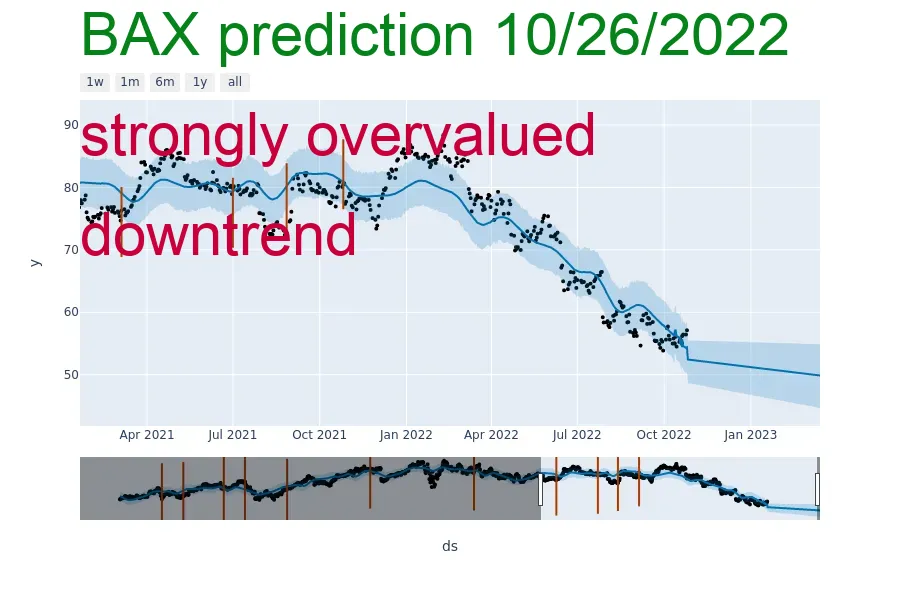 BAX prediction 10/26/2022
1w 1m 6m 1y all
strongly overvalued
downtrend
90
80
70
60
50
y
Apr 2021 Jul 2021 Oct 2021 Jan 2022 Apr 2022 Jul 2022 Oct 2022 Jan 2023
ds